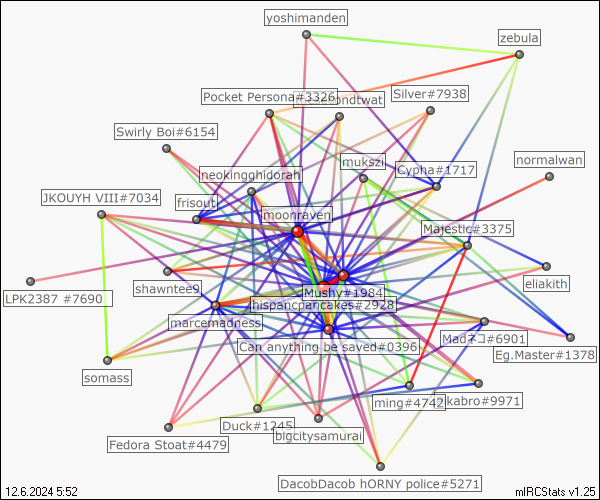 yoshimanden
zebula
Pocket Persona#3326
Silver#7938
Swirly Boi#6154
mukszi
normalwan
neokingghidorah
Cypha#1717
JKOUYH VIII#7034
frisout
moonraven
Majestic#3375
shawntee9
eliakith
LPK2387 #7690
Mushy#1984
hispancpancakes#2928
marcemadness
Madネコ#6901
Can anything be saved#0396
Eg.Master#1378
somass
ming#4742
kabro#9971
Duck#1245
bigcitysamurai
Fedora Stoat#4479
DacobDacob hORNY police#5271
12.6.2024 5:52
mIRCStats v1.25